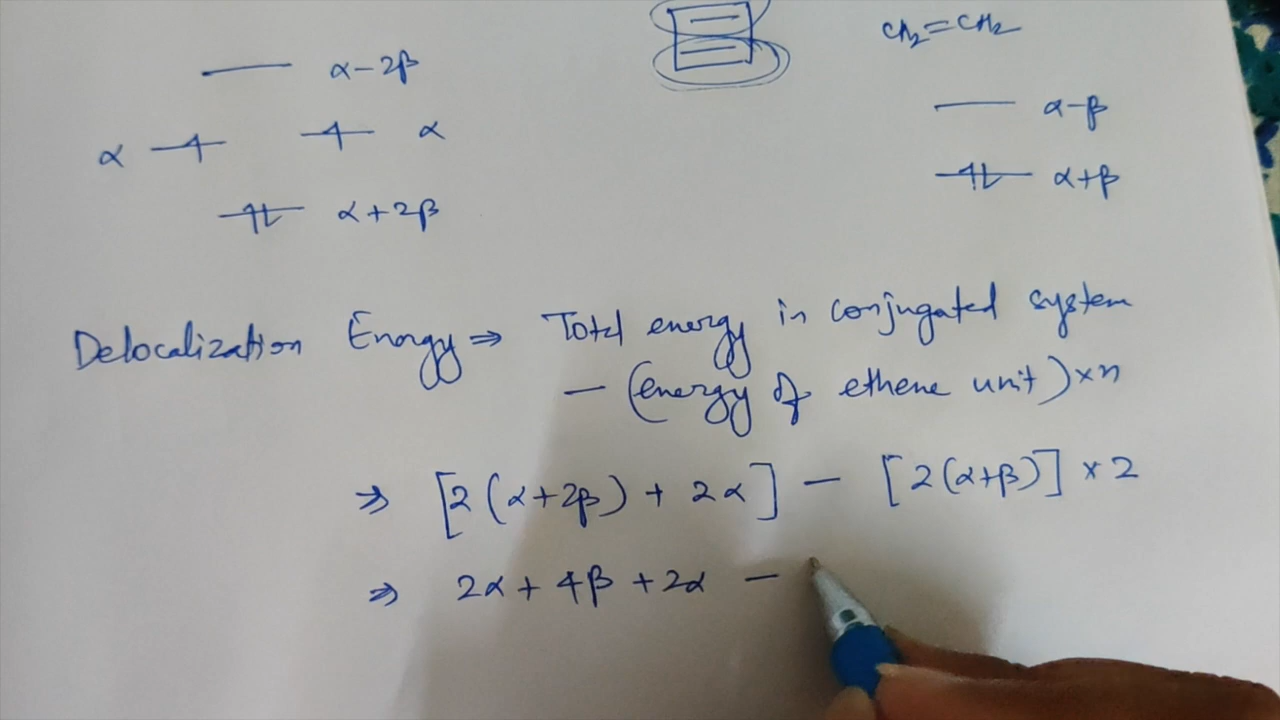 CH2=CH2
α-2β
α-β
α α
α+β
α+2β
Delocalization Energy ⇒ Total energy in conjugated system
- (energy of ethene unit) × n
⇒ [2(α+2β) + 2α] - [2(α+β)] × 2
⇒ 2α + 4β + 2α -